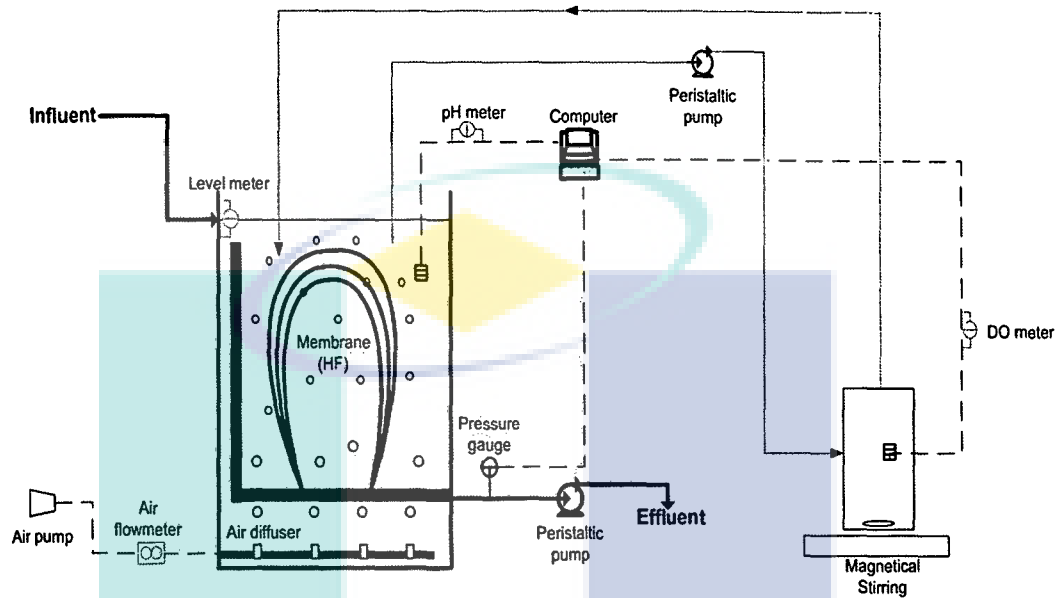 Peristaltic
pump
Influent
pH meter
Computer
Level meter
DO meter
Membrane
(HF)
Pressure
gauge
Air
flowmeter
Air pump
Air diffuser
Peristaltic
pump
Effluent
Magnetical
Stirring